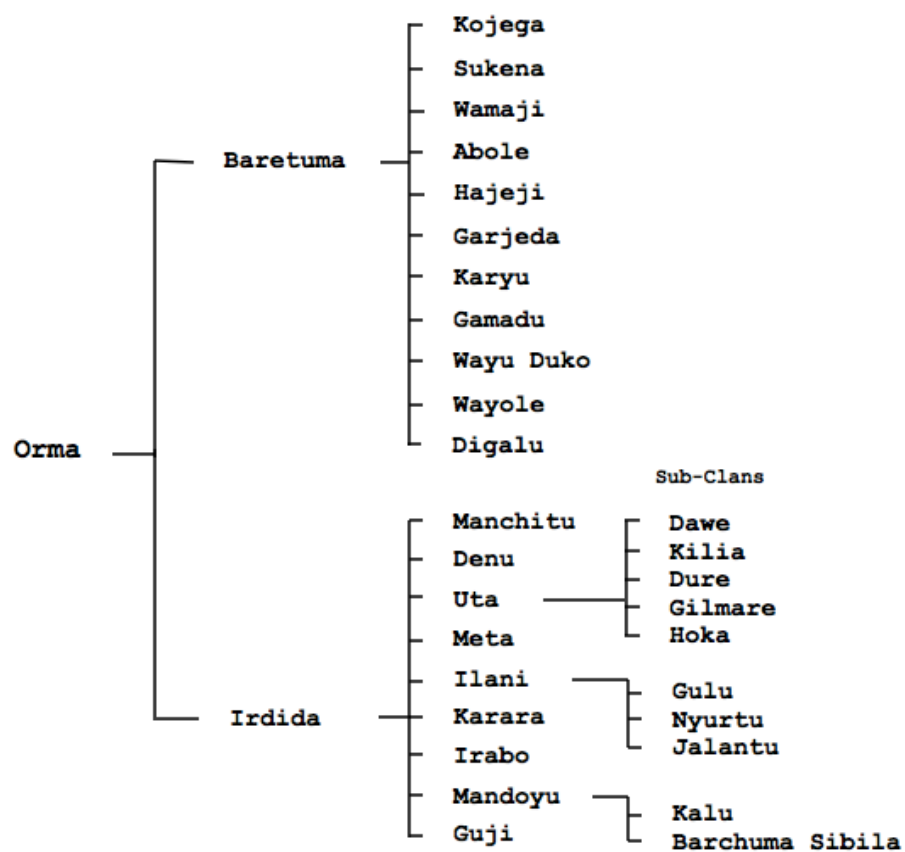 Kojega
Sukena
Wamaji
Abole
Baretuma
Hajeji
Garjeda
Karyu
Gamadu
Wayu Duko
Wayole
Digalu
Orma
Sub-Clans
Manchitu
Denu
Uta
Meta
Ilani
Karara
Irabo
Mandoyu
Guji
Irdida
Dawe
Kilia
Dure
Gilmare
Hoka
Gulu
Nyurtu
Jalantu
Kalu
Barchuma Sibila